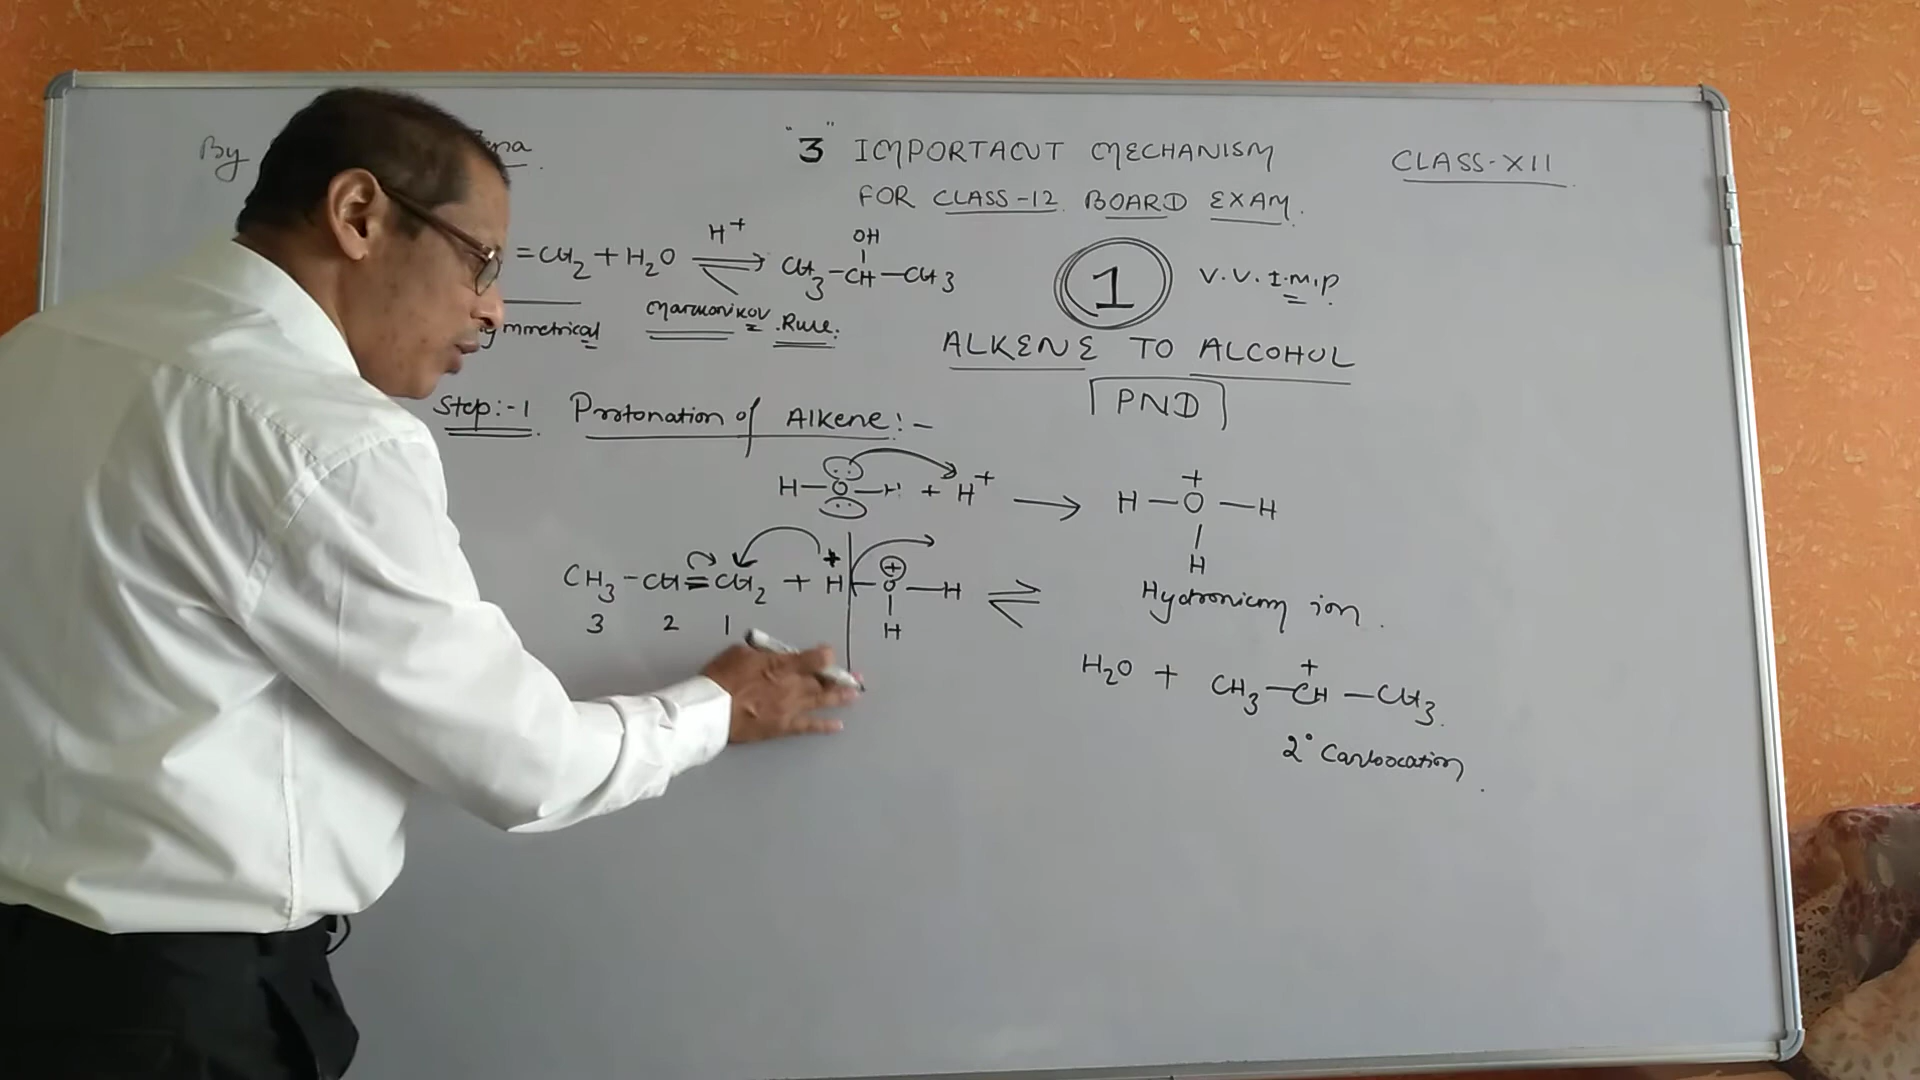 By
"3" IMPORTANT MECHANISM
FOR CLASS-12 BOARD EXAM.
CLASS-XII
=CH2 + H2O ⇌ CH3-CH-CH3
H+
OH
mmetrical
Markonikov Rule.
1 V.V.I.M.P
ALKENE TO ALCOHOL
PND
Step:-1 Protonation of Alkene:-
H-O-H + H+ → H-O-H
+
H
Hydronium ion.
CH3-CH=CH2 + H-O-H ⇌
+ +
3 2 1 H
H2O + CH3-CH-CH3.
+
2° Carbocation.